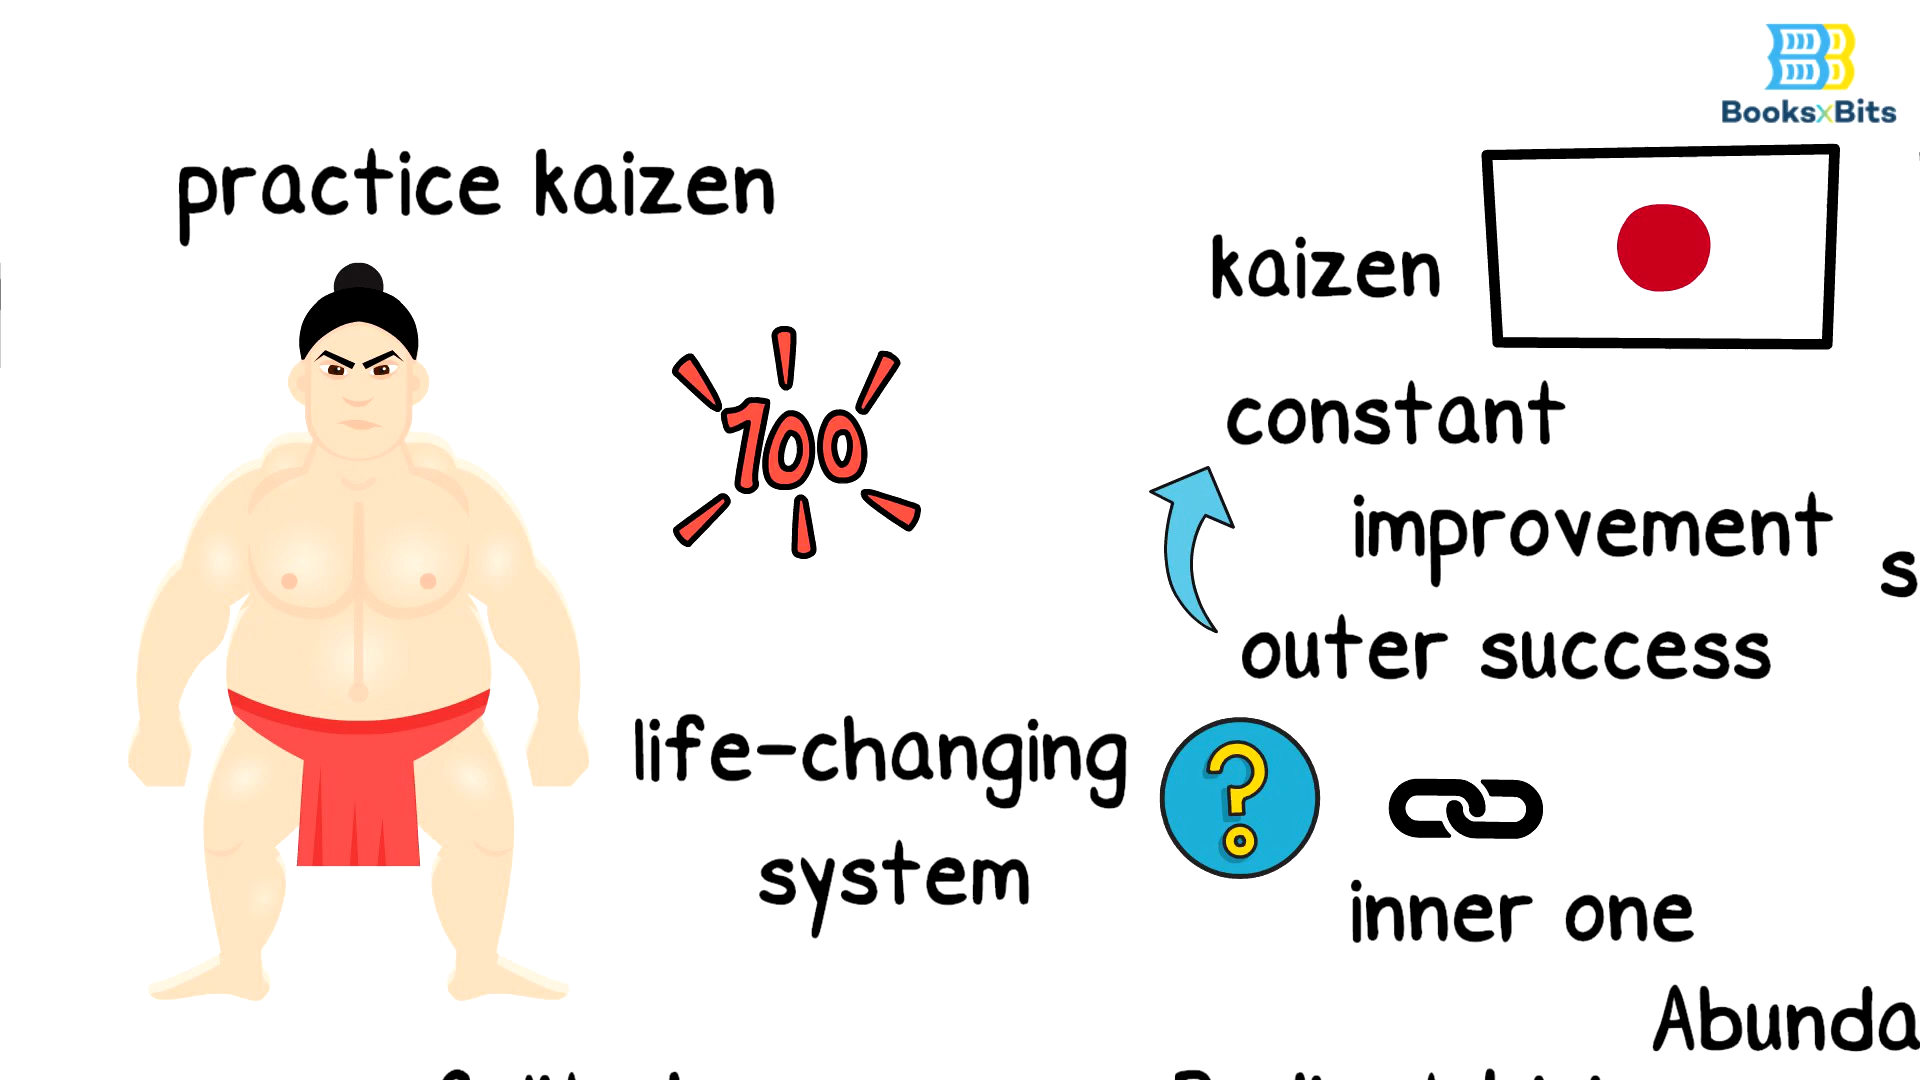 BooksxBits
practice kaizen
kaizen
100
constant
improvement
outer success
life-changing
system
inner one
Abunda